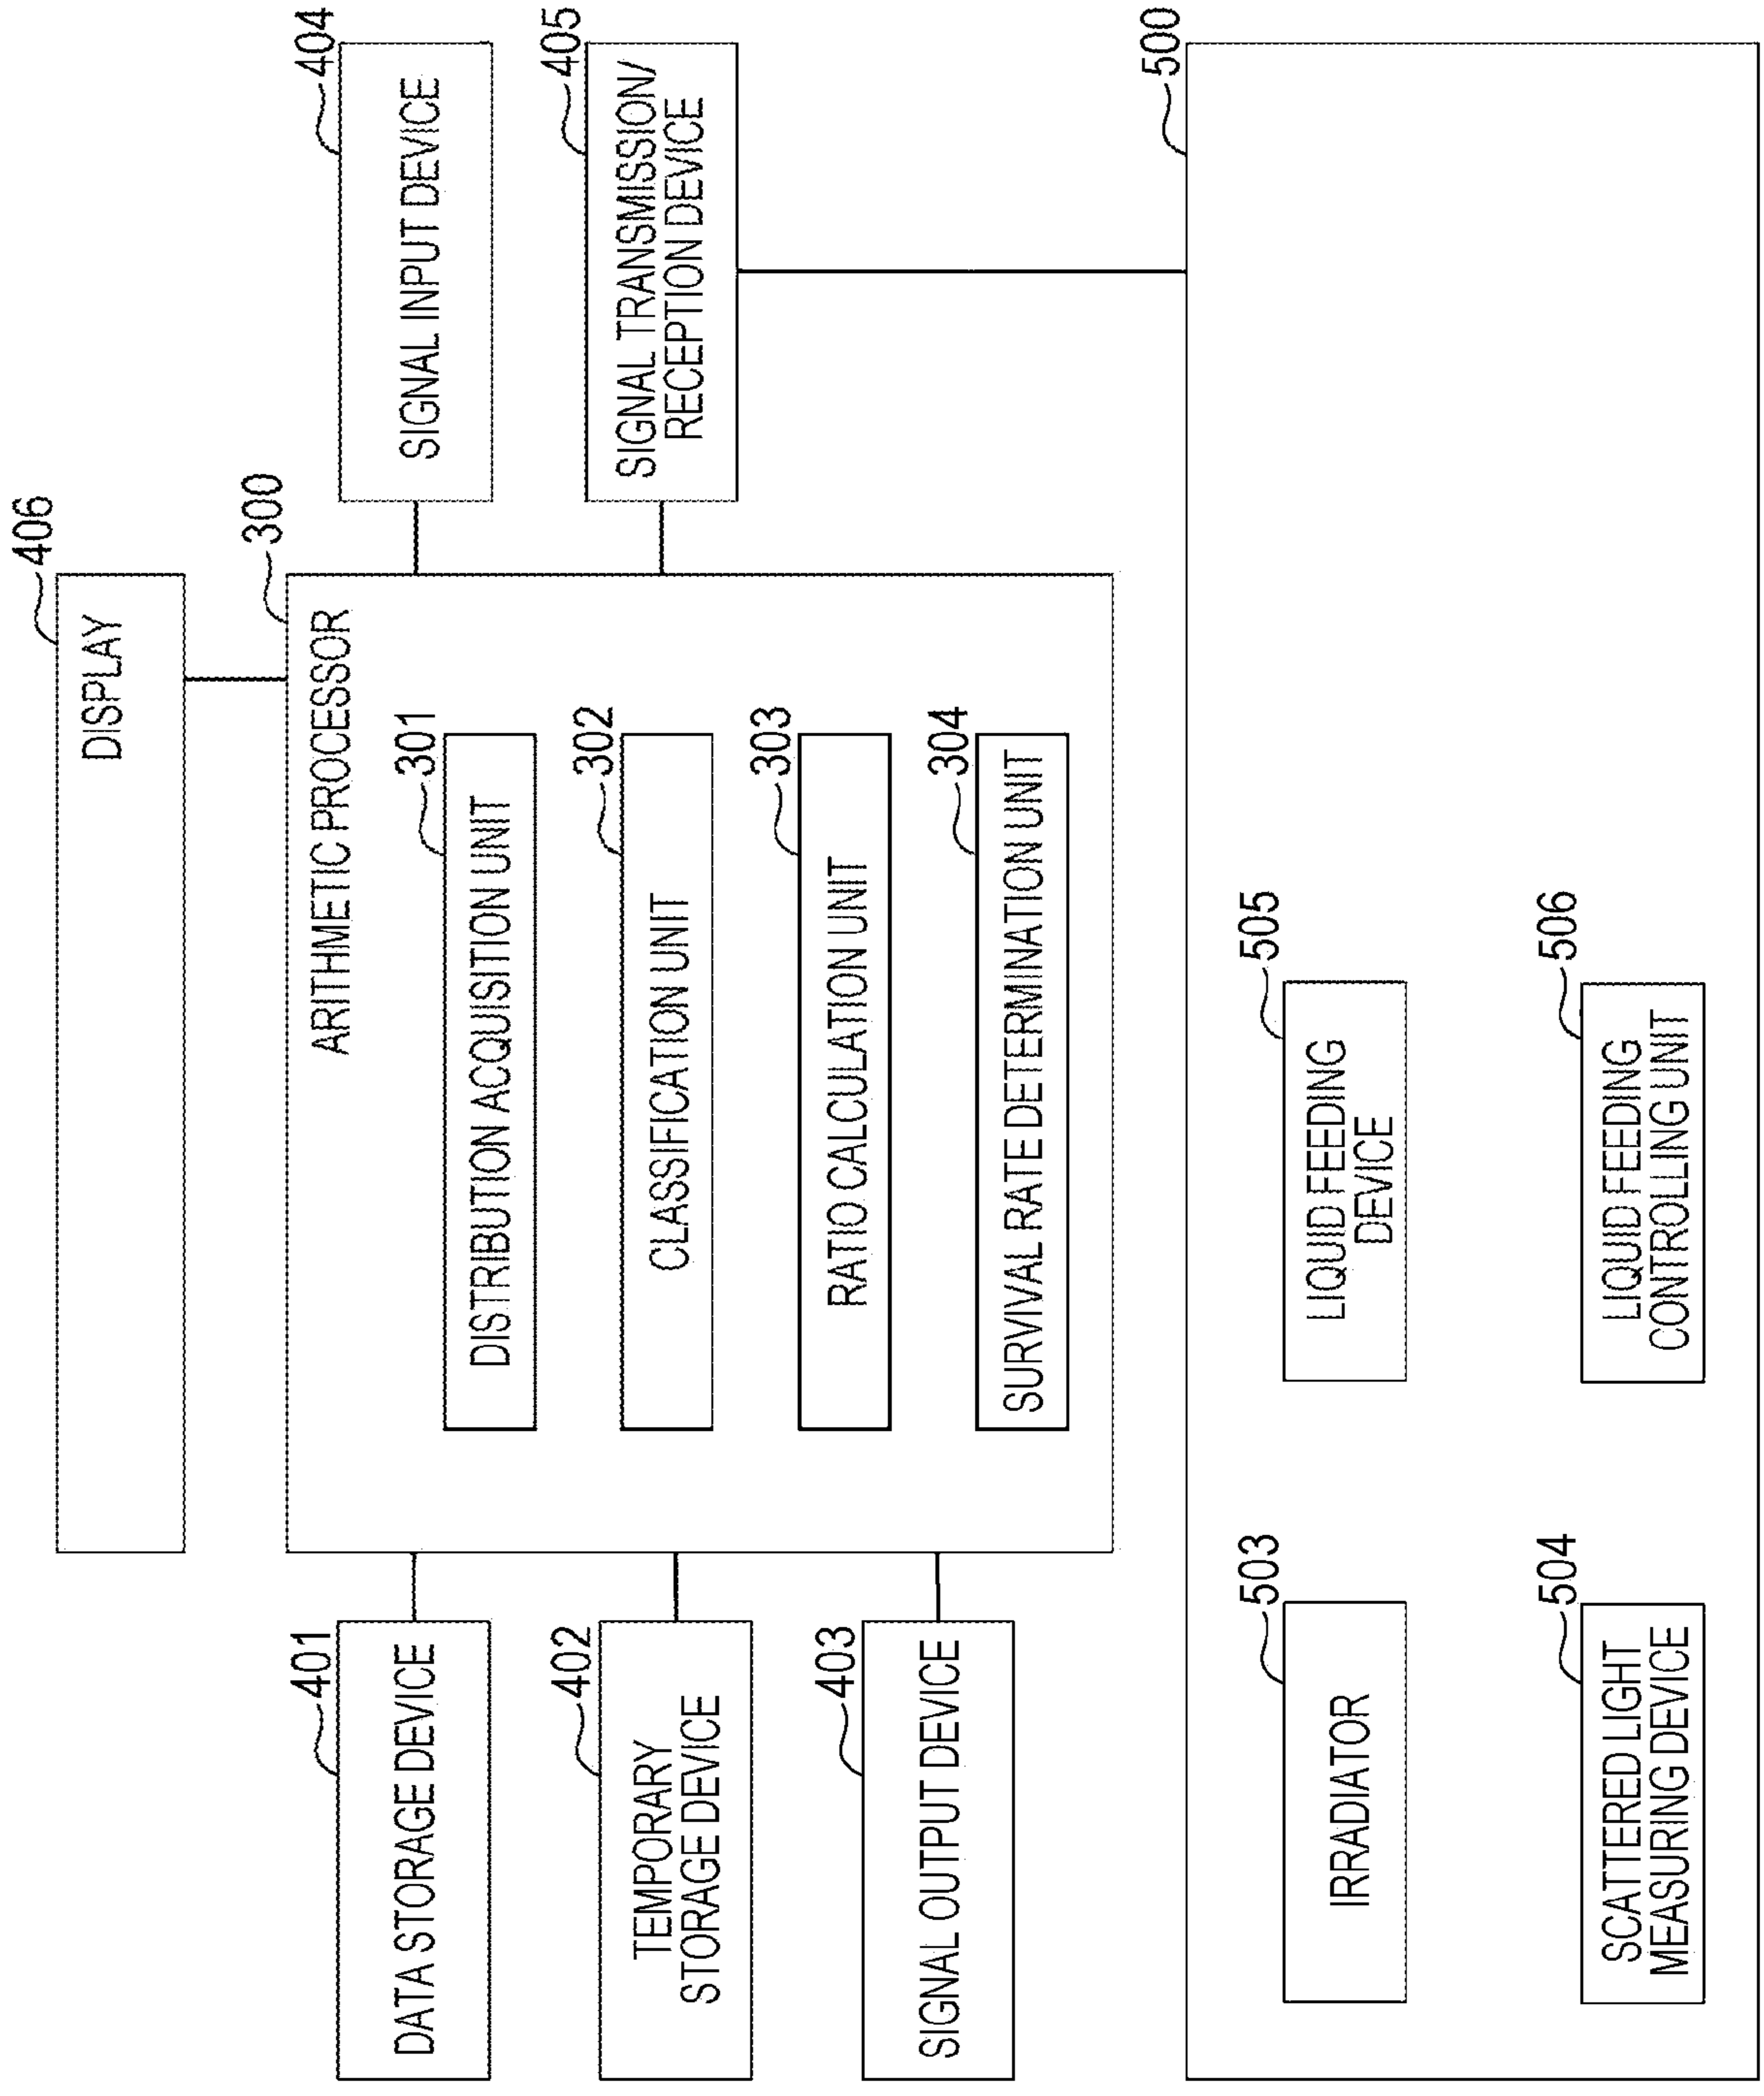 406
DISPLAY
300
ARITHMETIC PROCESSOR
301
DISTRIBUTION ACQUISITION UNIT
302
CLASSIFICATION UNIT
303
RATIO CALCULATION UNIT
304
SURVIVAL RATE DETERMINATION UNIT
401
DATA STORAGE DEVICE
402
TEMPORARY
STORAGE DEVICE
403
SIGNAL OUTPUT DEVICE
404
SIGNAL INPUT DEVICE
405
SIGNAL TRANSMISSION/
RECEPTION DEVICE
500
503
IRRADIATOR
504
SCATTERED LIGHT
MEASURING DEVICE
505
LIQUID FEEDING
DEVICE
506
LIQUID FEEDING
CONTROLLING UNIT